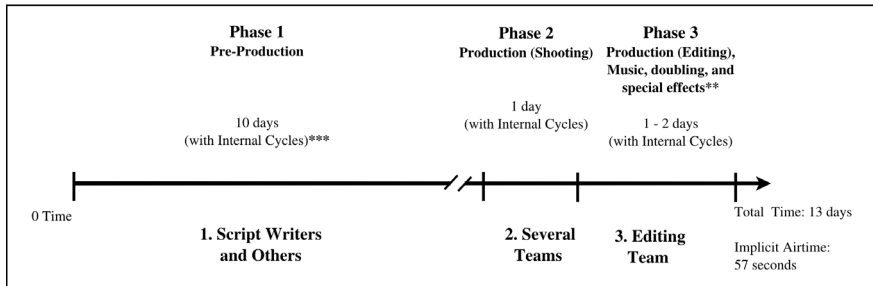 Phase 1
Pre-Production
Phase 2
Production (Shooting)
Phase 3
Production (Editing),
Music, doubling, and
special effects**
10 days
(with Internal Cycles)***
1 day
(with Internal Cycles)
1 - 2 days
(with Internal Cycles)
0 Time
Total Time: 13 days
Implicit Airtime:
57 seconds
1. Script Writers
and Others
2. Several
Teams
3. Editing
Team